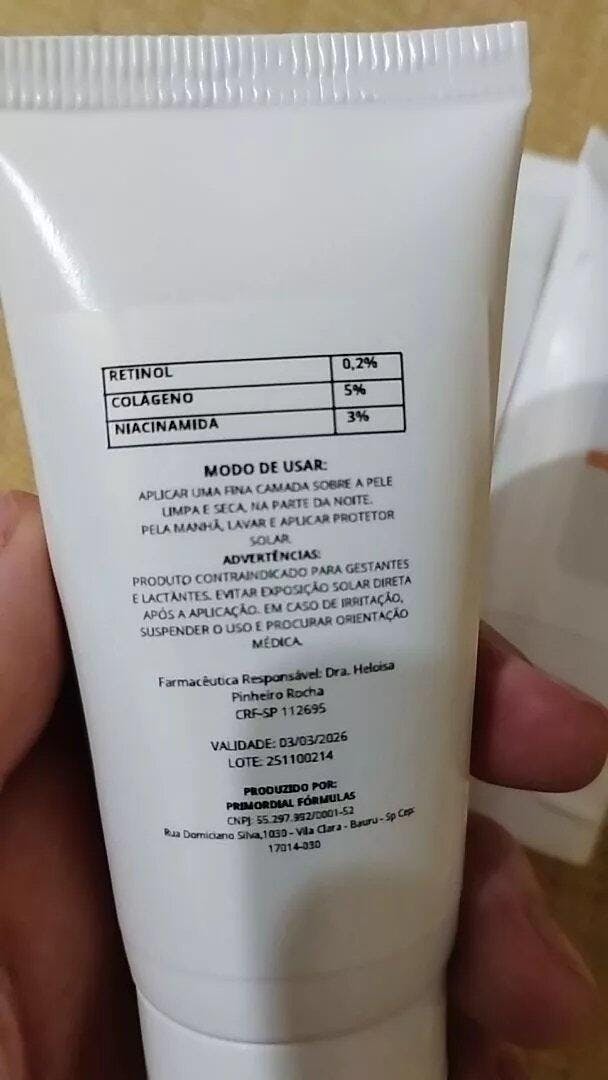 RETINOL 0,2%
COLÁGENO 5%
NIACINAMIDA 3%
MODO DE USAR:
APLICAR UMA FINA CAMADA SOBRE A PELE
LIMPA E SECA, NA PARTE DA NOITE.
PELA MANHÃ, LAVAR E APLICAR PROTETOR
SOLAR.
ADVERTÊNCIAS:
PRODUTO CONTRAINDICADO PARA GESTANTES
E LACTANTES. EVITAR EXPOSIÇÃO SOLAR DIRETA
APÓS A APLICAÇÃO. EM CASO DE IRRITAÇÃO,
SUSPENDER O USO E PROCURAR ORIENTAÇÃO
MÉDICA.
Farmacêutica Responsável: Dra. Heloisa
Pinheiro Rocha
CRF-SP 112695
VALIDADE: 03/03/2026
LOTE: 251100214
PRODUZIDO POR:
PRIMORDIAL FÓRMULAS
CNPJ: 55.297.992/0001-52
Rua Domiciano Silva,1030 - Vila Clara - Bauru - Sp Cep:
17014-030